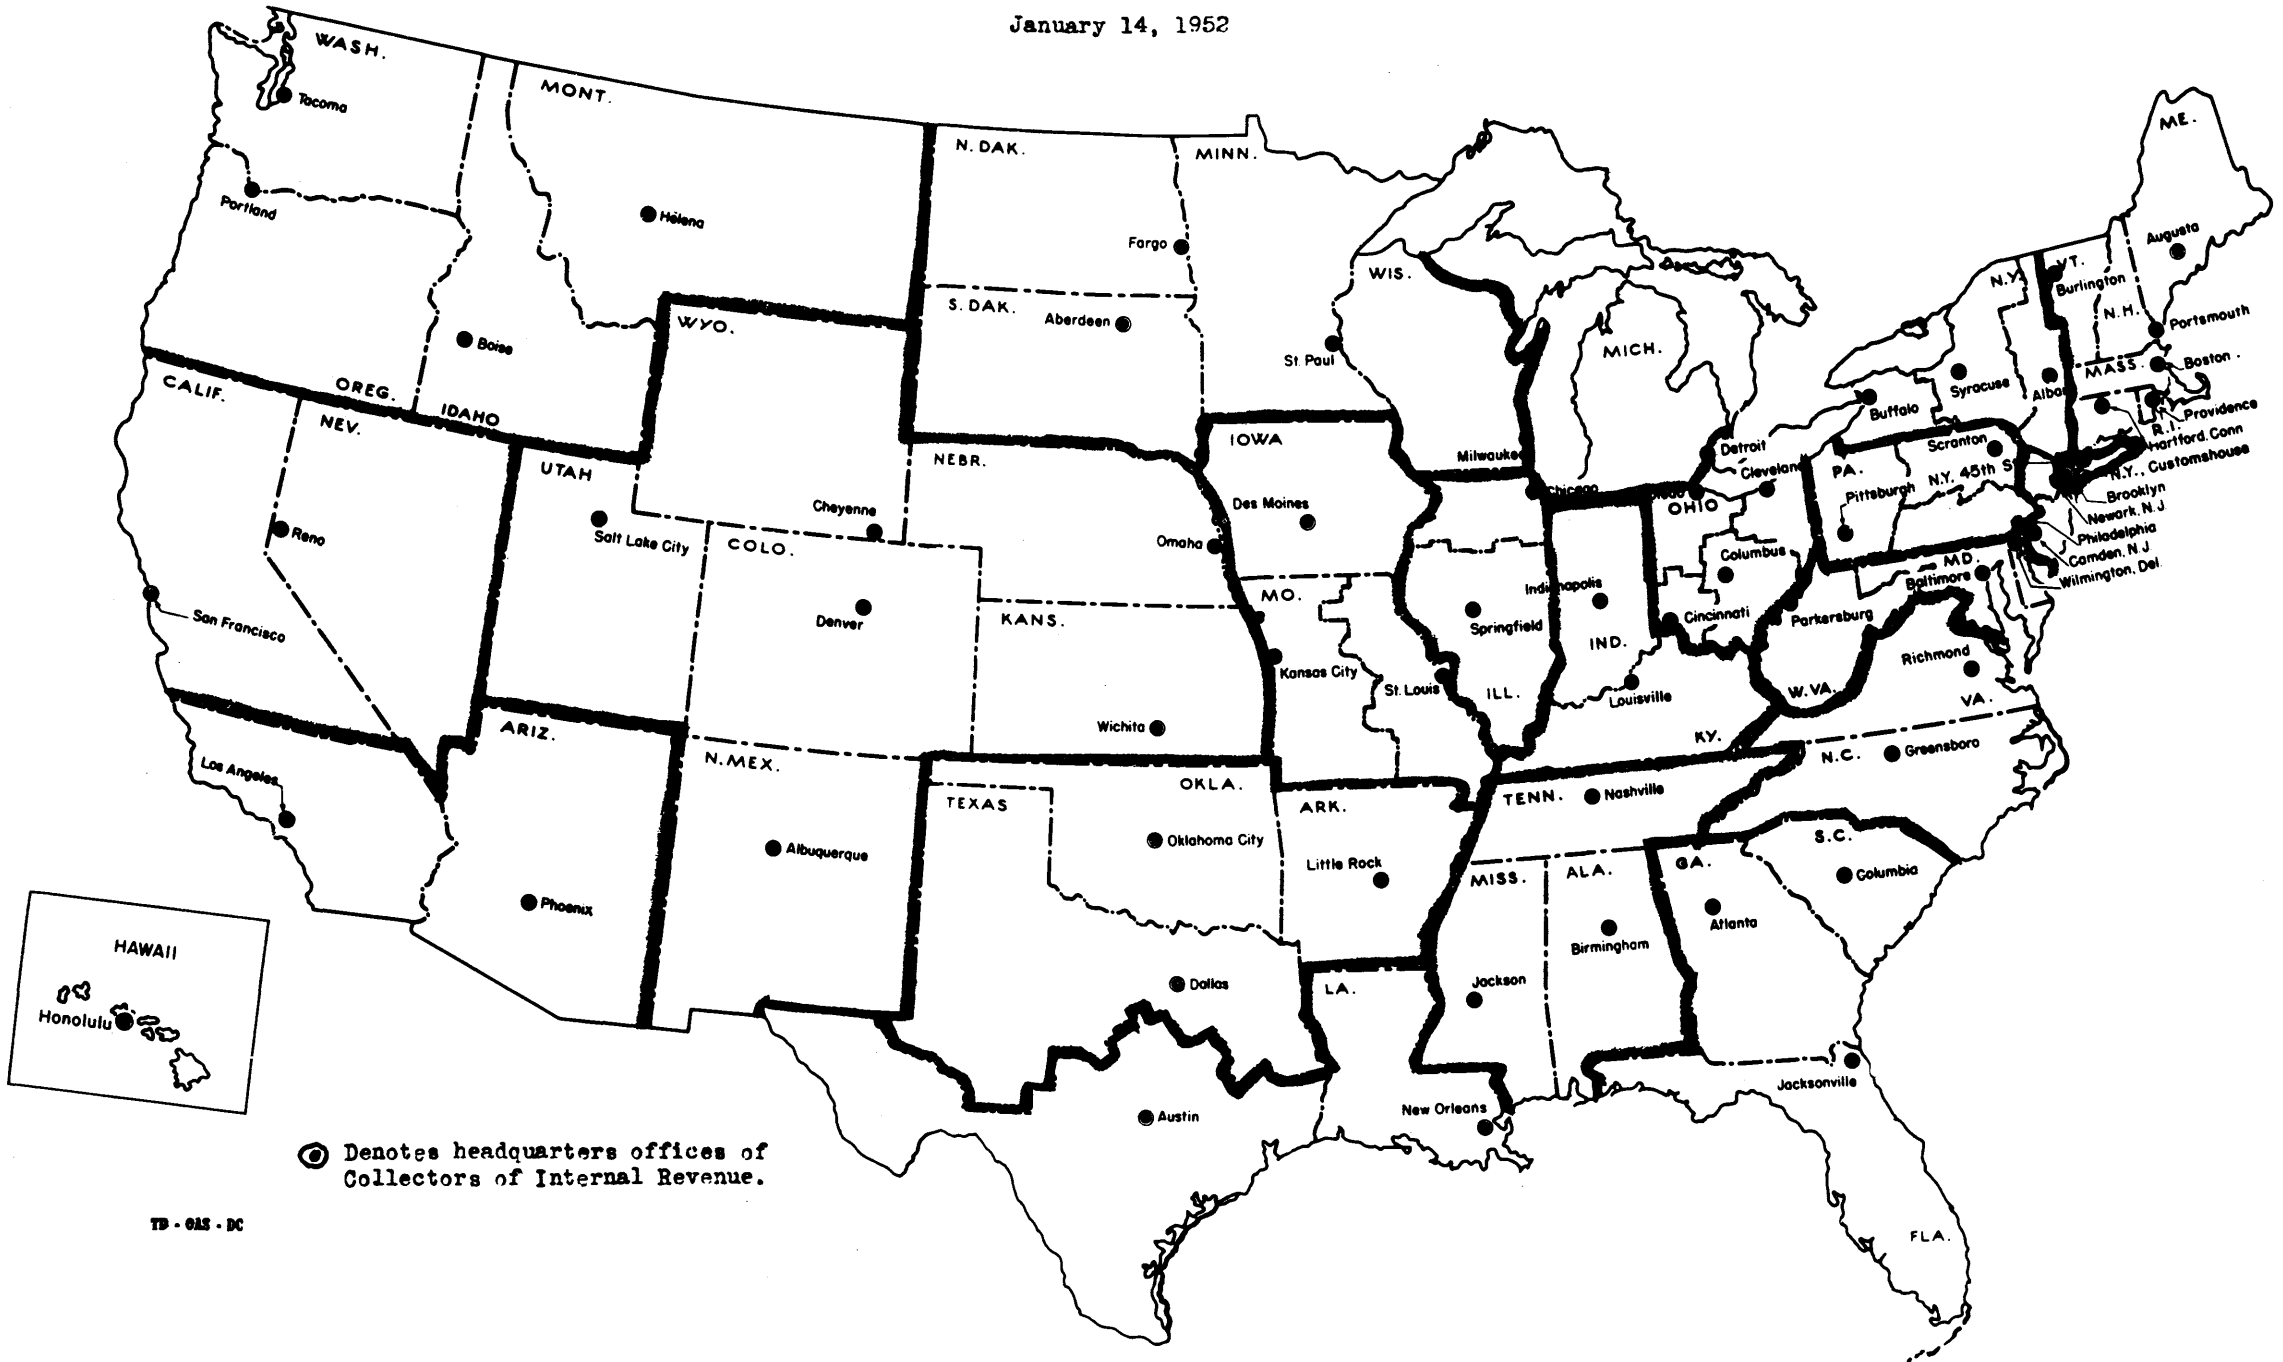 January 14, 1952
WASH.
Tacoma
MONT.
N. DAK.
MINN.
ME.
Portland
Helena
Fargo
WIS.
Augusta
N.Y.
VT.
Burlington
N.H.
Portsmouth
S. DAK.
Aberdeen
WYO.
Boise
St. Paul
MICH.
Boston
MASS.
Syracuse
Buffalo
Providence
R.I.
Hartford, Conn
CALIF.
OREG.
IDAHO
NEV.
UTAH
NEBR.
IOWA
Milwaukee
Detroit
Cleveland
Scranton
PA.
N.Y. 45th St
N.Y., Customshouse
Pittsburgh
Brooklyn
Newark, N.J.
Philadelphia
Camden, N.J.
Wilmington, Del.
Chicago
OHIO
Cheyenne
Des Moines
Reno
Salt Lake City
COLO.
Omaha
Columbus
MD.
Baltimore
MO.
Indianapolis
San Francisco
Denver
KANS.
Springfield
Cincinnati
Parkersburg
IND.
Richmond
Kansas City
St. Louis
ILL.
Louisville
W. VA.
VA.
Wichita
ARIZ.
KY.
N.C.
Greensboro
N. MEX.
Los Angeles
OKLA.
TEXAS
ARK.
TENN.
Nashville
Albuquerque
Oklahoma City
Little Rock
MISS.
ALA.
GA.
S.C.
Columbia
Phoenix
Atlanta
Birmingham
HAWAII
Dallas
LA.
Jackson
Honolulu
Jacksonville
New Orleans
Austin
Denotes headquarters offices of
Collectors of Internal Revenue.
TD - GAS - DC
FLA.